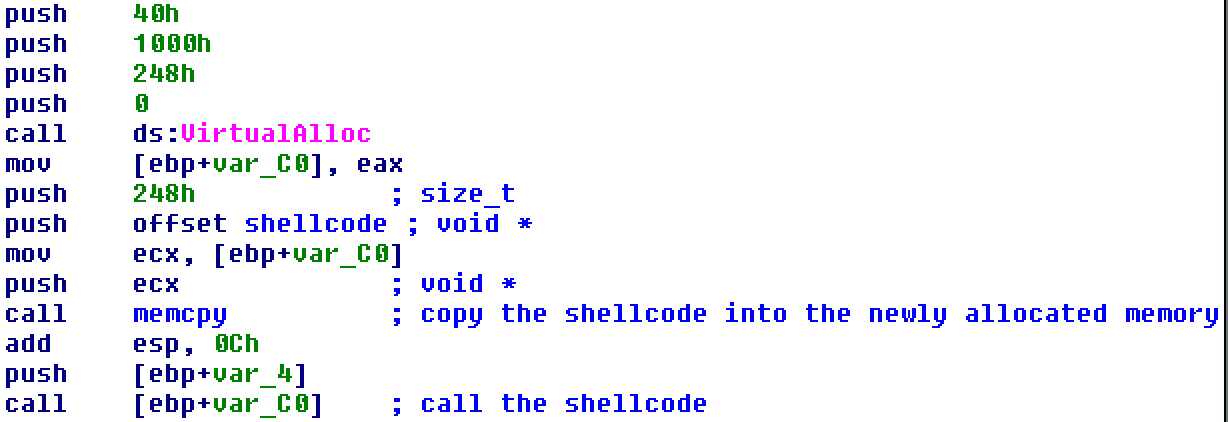 push 40h
push 1000h
push 248h
push 0
call ds:VirtualAlloc
mov [ebp+var_C0], eax
push 248h ; size_t
push offset shellcode ; void *
mov ecx, [ebp+var_C0]
push ecx ; void *
call memcpy ; copy the shellcode into the newly allocated memory
add esp, 0Ch
push [ebp+var_4]
call [ebp+var_C0] ; call the shellcode